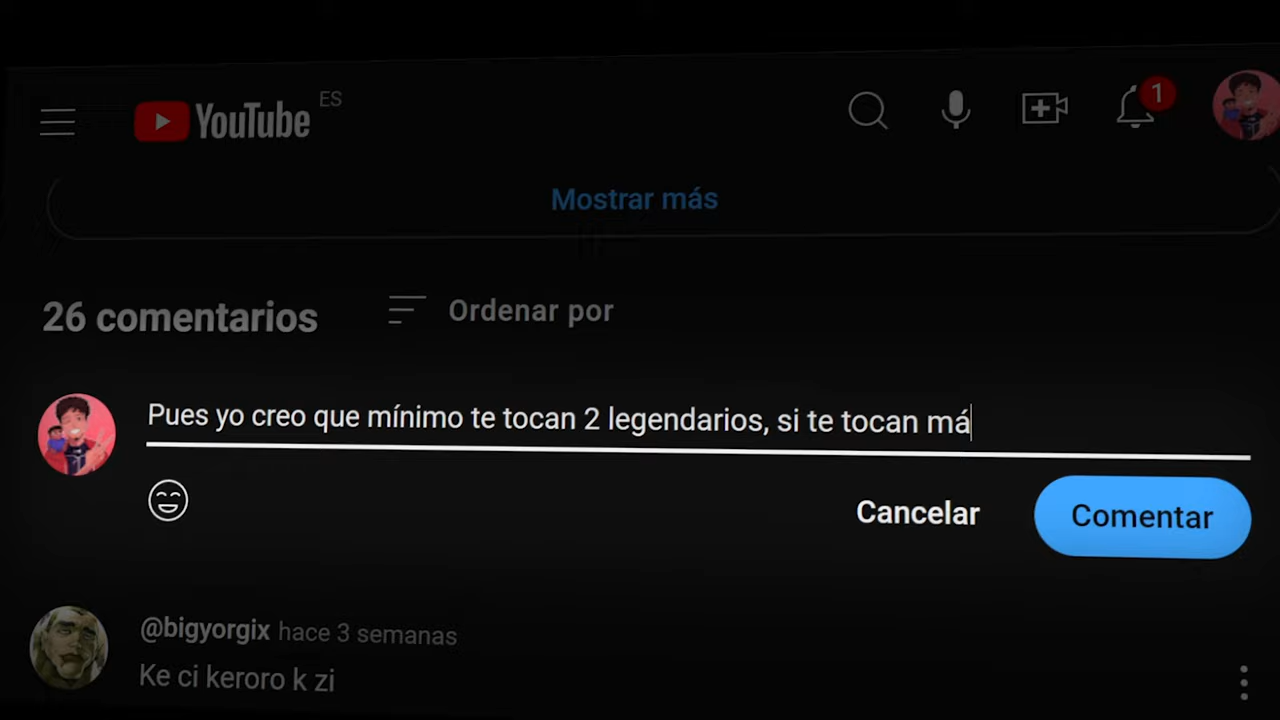 YouTube ES
1
Mostrar más
26 comentarios
Ordenar por
Pues yo creo que mínimo te tocan 2 legendarios, si te tocan má
Cancelar
Comentar
@bigyorgix hace 3 semanas
Ke ci keroro k zi